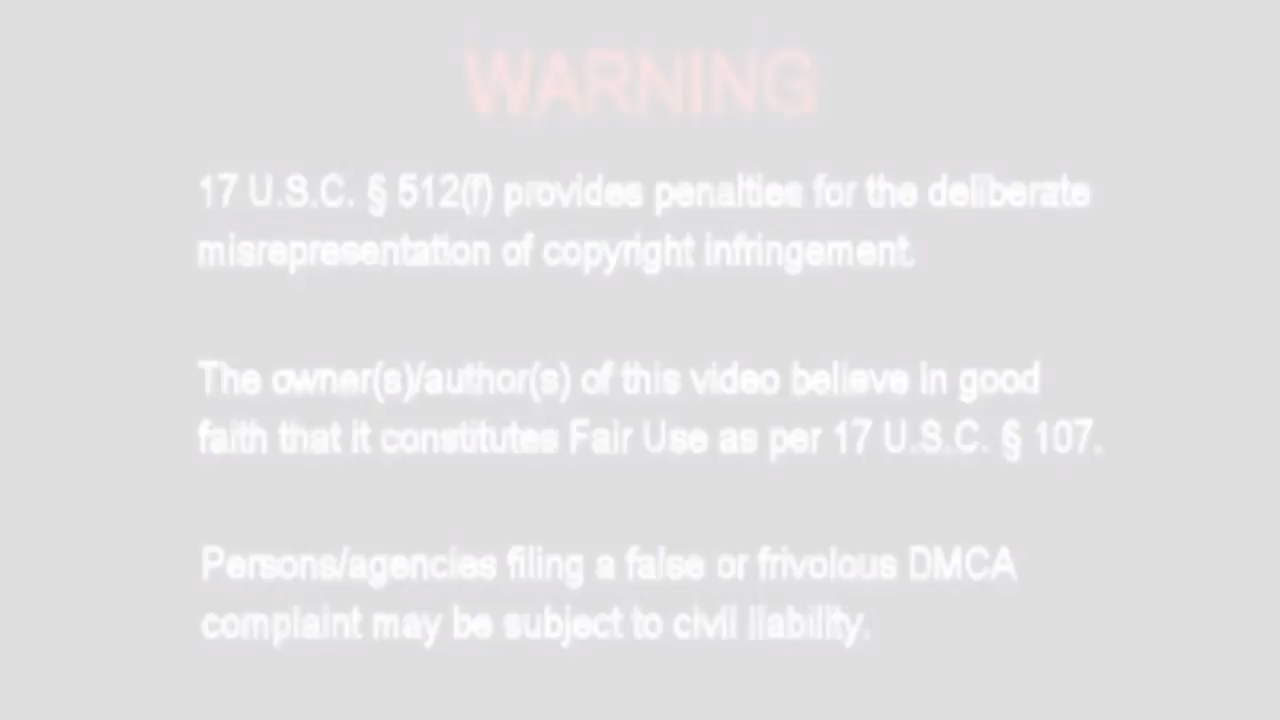 WARNING
17 U.S.C. § 512(f) provides penalties for the deliberate
misrepresentation of copyright infringement.
The owner(s)/author(s) of this video believe in good
faith that it constitutes Fair Use as per 17 U.S.C. § 107.
Persons/agencies filing a false or frivolous DMCA
complaint may be subject to civil liability.